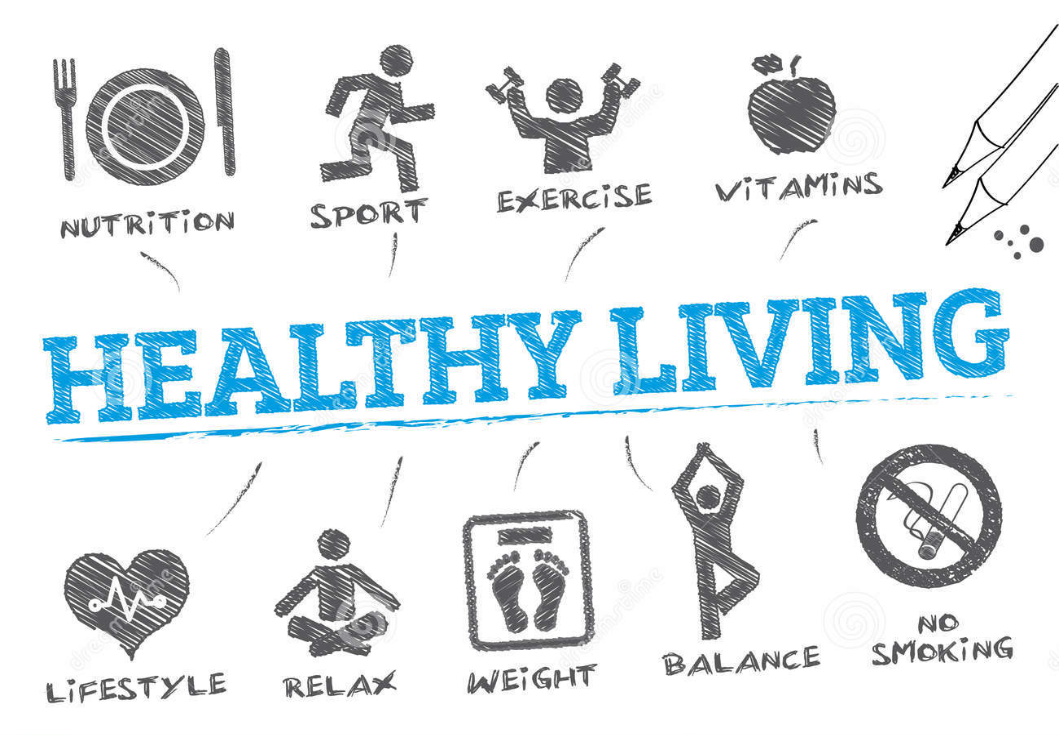 NUTRITION
SPORT
EXERCISE
VITAMINS
HEALTHY LIVING
LIFESTYLE
RELAX
WEIGHT
BALANCE
NO
SMOKING